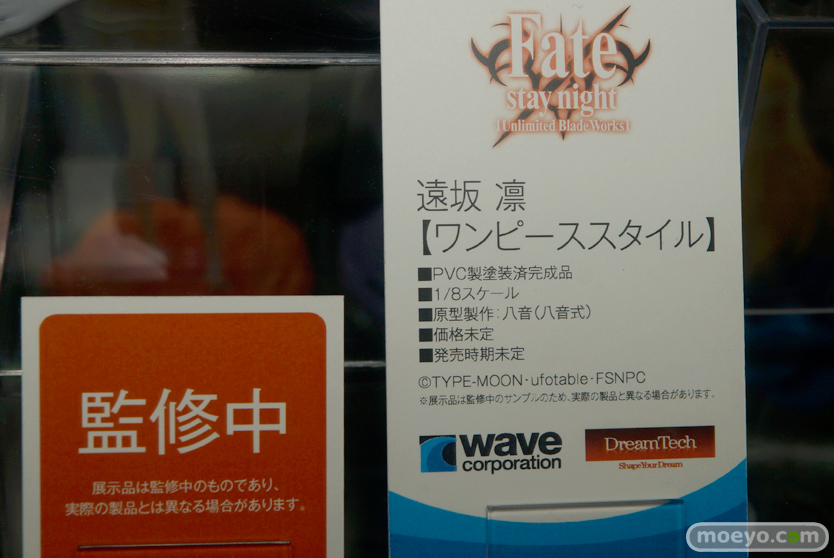 Fate
stay night
[Unlimited Blade Works]
遠坂 凛
【ワンピーススタイル】
■PVC製塗装済完成品
■1/8スケール
■原型製作：八音(八音式)
■価格未定
■発売時期未定
©TYPE-MOON・ufotable・FSNPC
※展示品は監修中のサンプルのため、実際の製品と異なる場合があります。
wave
corporation
DreamTech
ShapeYourDream
監修中
展示品は監修中のものであり、
実際の製品とは異なる場合があります。
moeyo.com